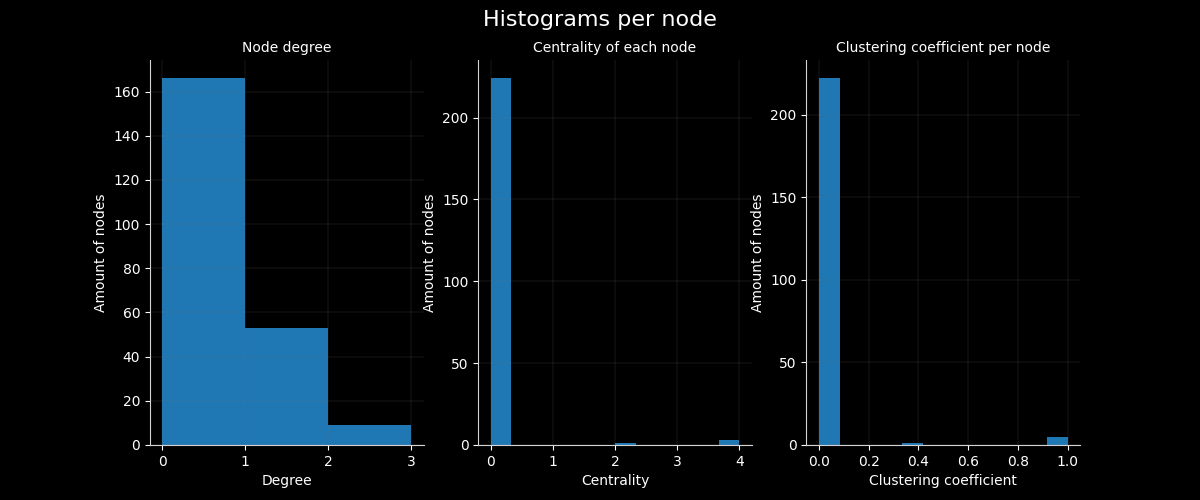 Histograms per node
Node degree
Amount of nodes
160
140
120
100
80
60
40
20
0
0 1 2 3
Degree
Centrality of each node
Amount of nodes
200
150
100
50
0
0 1 2 3 4
Centrality
Clustering coefficient per node
Amount of nodes
200
150
100
50
0
0.0 0.2 0.4 0.6 0.8 1.0
Clustering coefficient